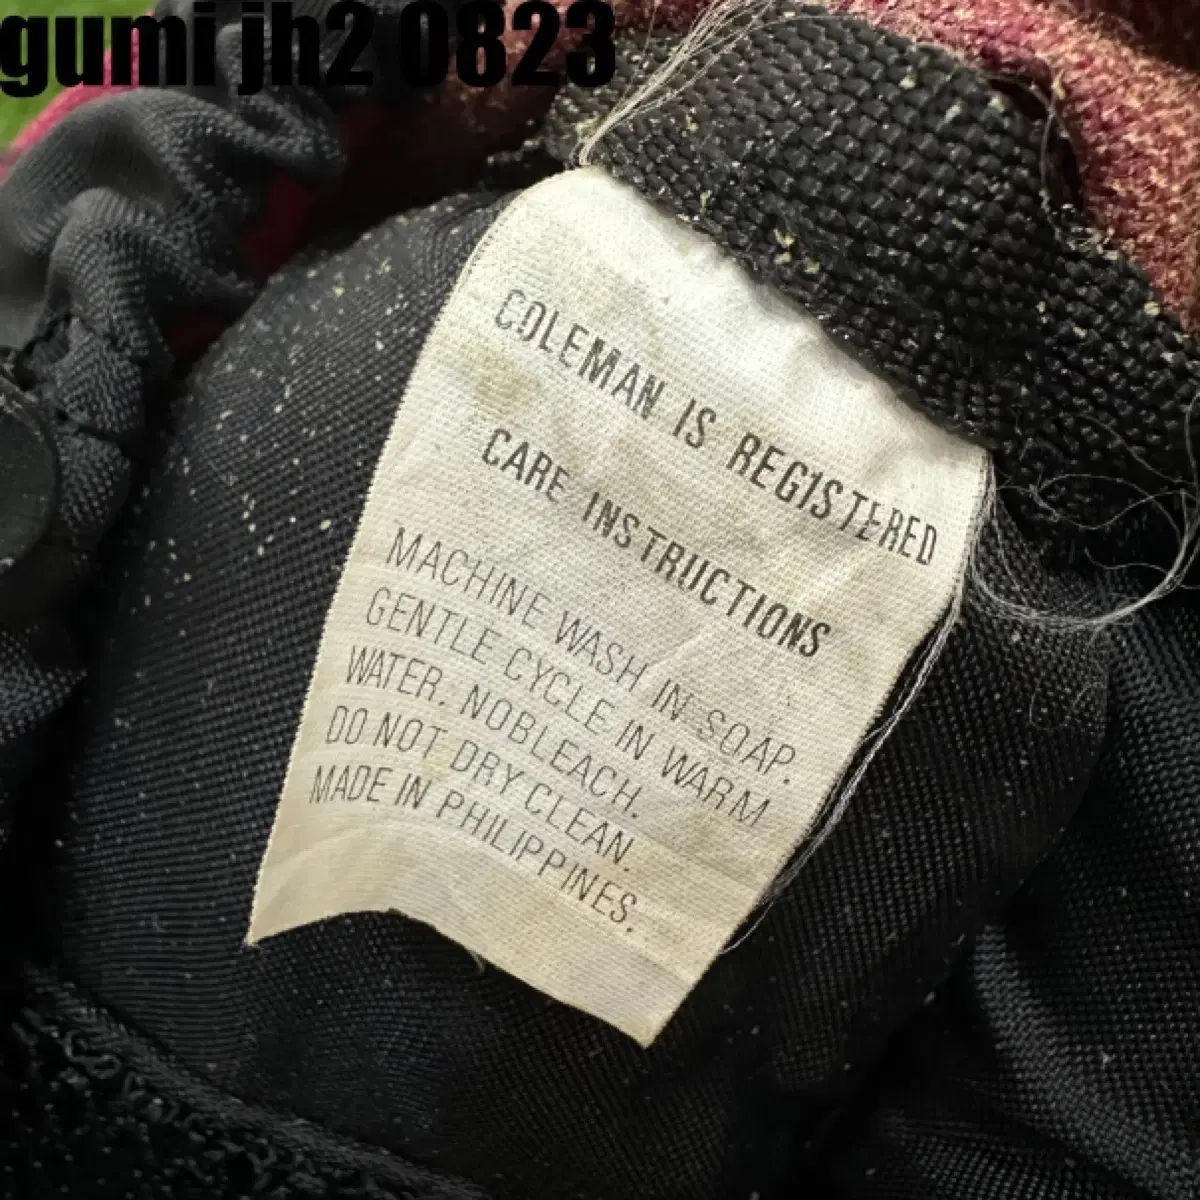 gumi jh2 0823
COLEMAN IS REGISTERED
CARE INSTRUCTIONS
MACHINE WASH IN SOAP.
GENTLE CYCLE IN WARM
WATER. NOBLEACH.
DO NOT DRY CLEAN.
MADE IN PHILIPPINES.